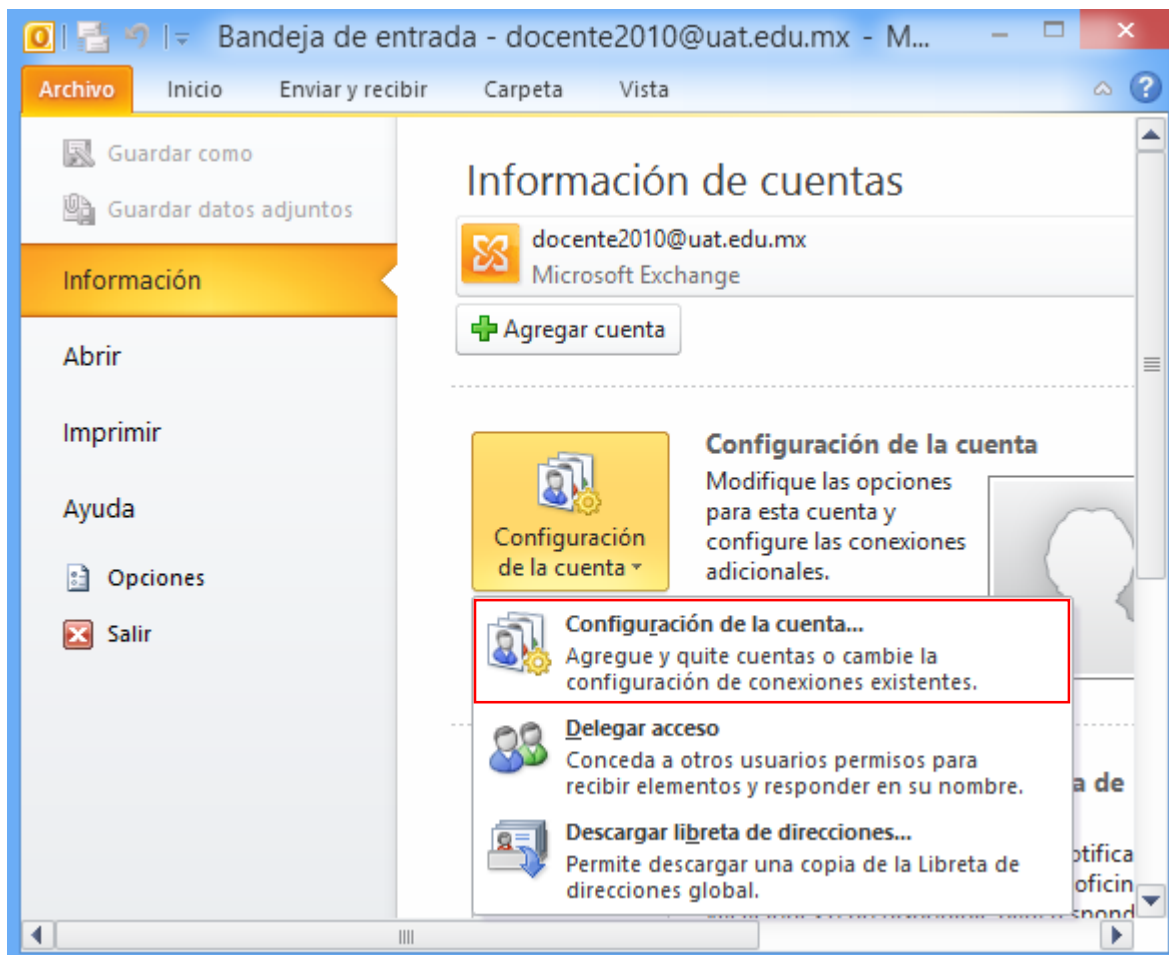 Bandeja de entrada - docente2010@uat.edu.mx - M...
Archivo Inicio Enviar y recibir Carpeta Vista
Guardar como
Guardar datos adjuntos
Información
Abrir
Imprimir
Ayuda
Opciones
Salir
Información de cuentas
docente2010@uat.edu.mx
Microsoft Exchange
Agregar cuenta
Configuración
de la cuenta
Configuración de la cuenta
Modifique las opciones
para esta cuenta y
configure las conexiones
adicionales.
Configuración de la cuenta...
Agregue y quite cuentas o cambie la
configuración de conexiones existentes.
Delegar acceso
Conceda a otros usuarios permisos para
recibir elementos y responder en su nombre.
Descargar libreta de direcciones...
Permite descargar una copia de la Libreta de
direcciones global.
a de
otifica
oficin